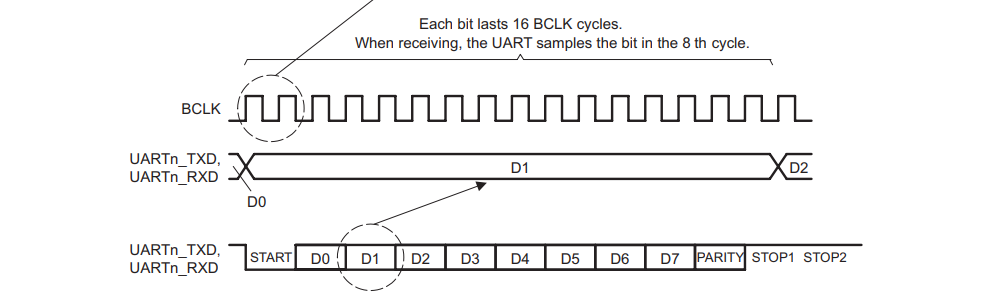 Each bit lasts 16 BCLK cycles.
When receiving, the UART samples the bit in the 8 th cycle.
BCLK
UARTn_TXD,
UARTn_RXD
D1
D2
D0
UARTn_TXD,
UARTn_RXD
START D0 D1 D2 D3 D4 D5 D6 D7 PARITY STOP1 STOP2